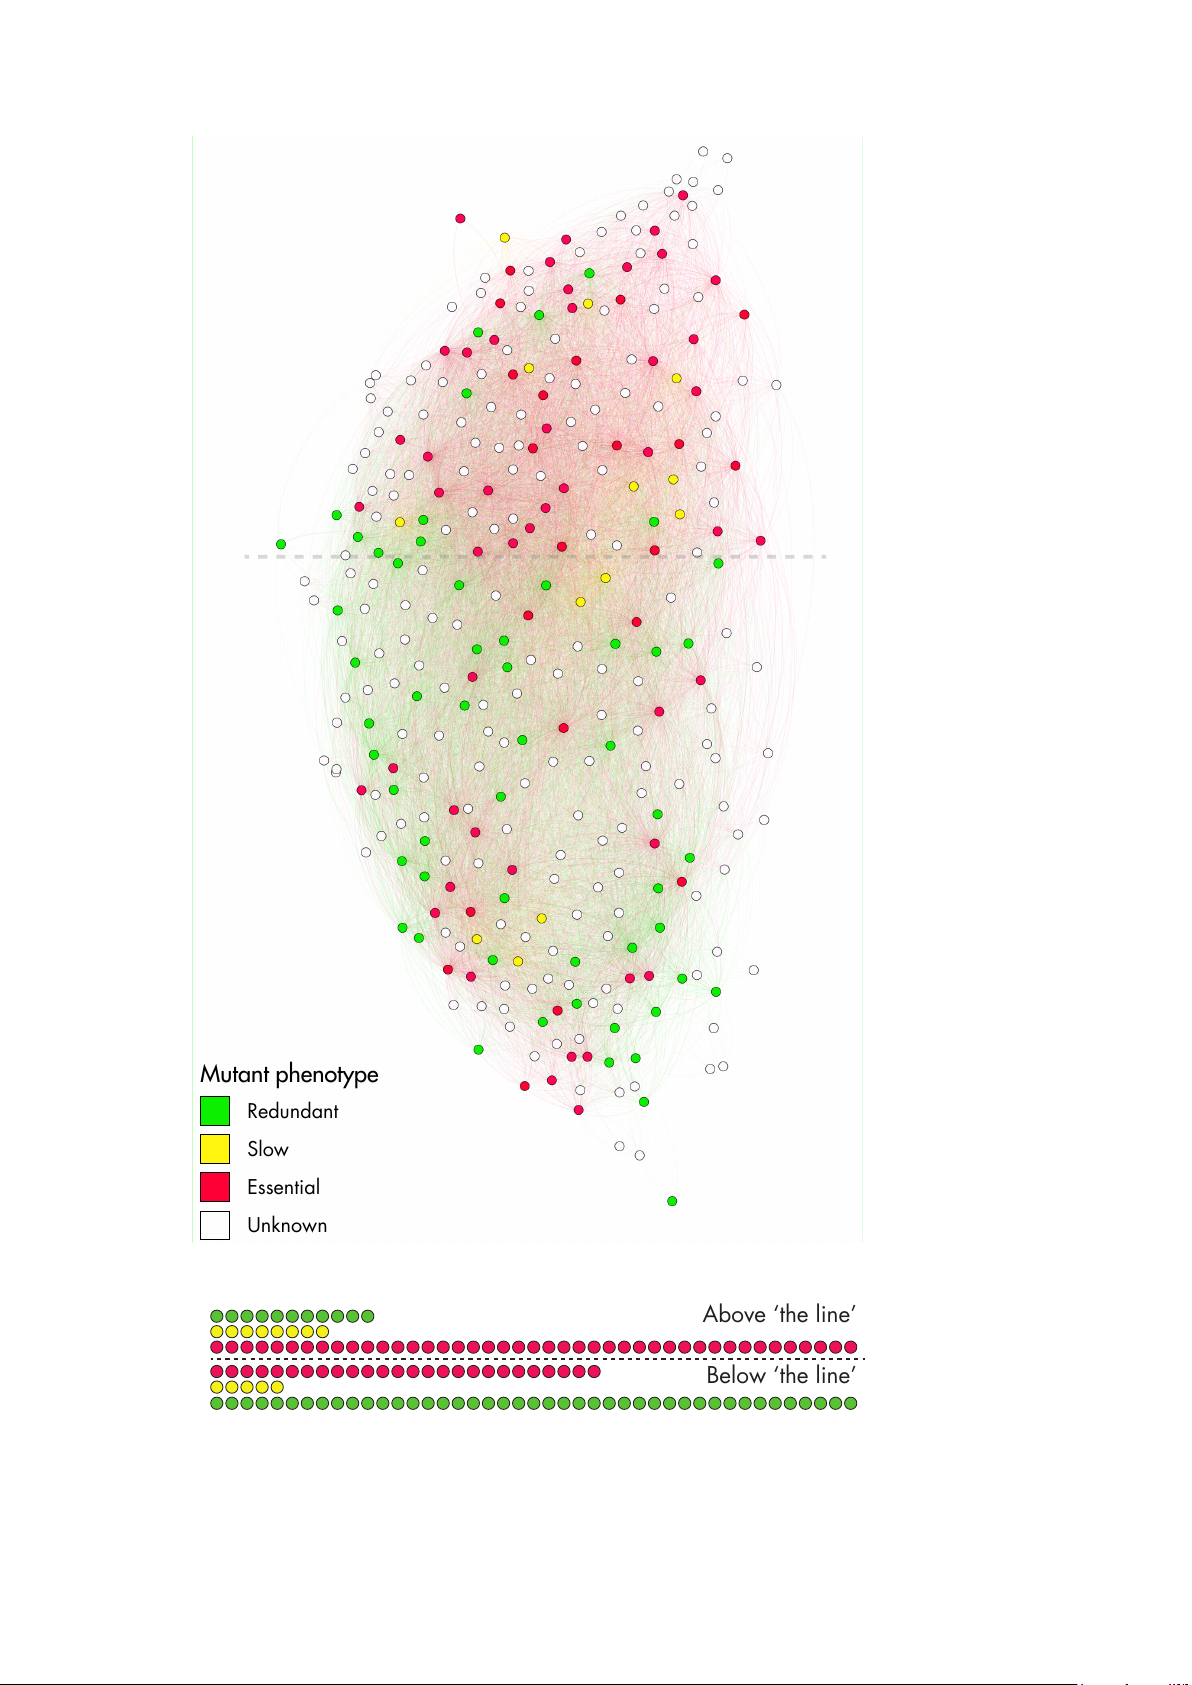 Mutant phenotype
Redundant
Slow
Essential
Unknown
Above ‘the line’
Below ‘the line’